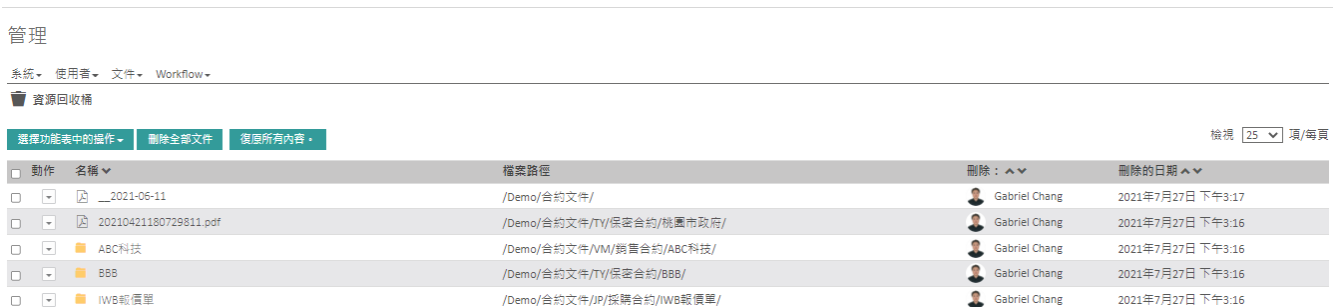 管理
系統 使用者 文件 Workflow
資源回收桶
選擇功能表中的操作 刪除全部文件 復原所有內容。
檢視 25 項/每頁
動作 名稱 檔案路徑 刪除： 刪除的日期
__2021-06-11 /Demo/合約文件/ Gabriel Chang 2021年7月27日 下午3:17
20210421180729811.pdf /Demo/合約文件/TY/保密合約/桃園市政府/ Gabriel Chang 2021年7月27日 下午3:16
ABC科技 /Demo/合約文件/VM/銷售合約/ABC科技/ Gabriel Chang 2021年7月27日 下午3:16
BBB /Demo/合約文件/TY/保密合約/BBB/ Gabriel Chang 2021年7月27日 下午3:16
IWB報價單 /Demo/合約文件/JP/採購合約/IWB報價單/ Gabriel Chang 2021年7月27日 下午3:16